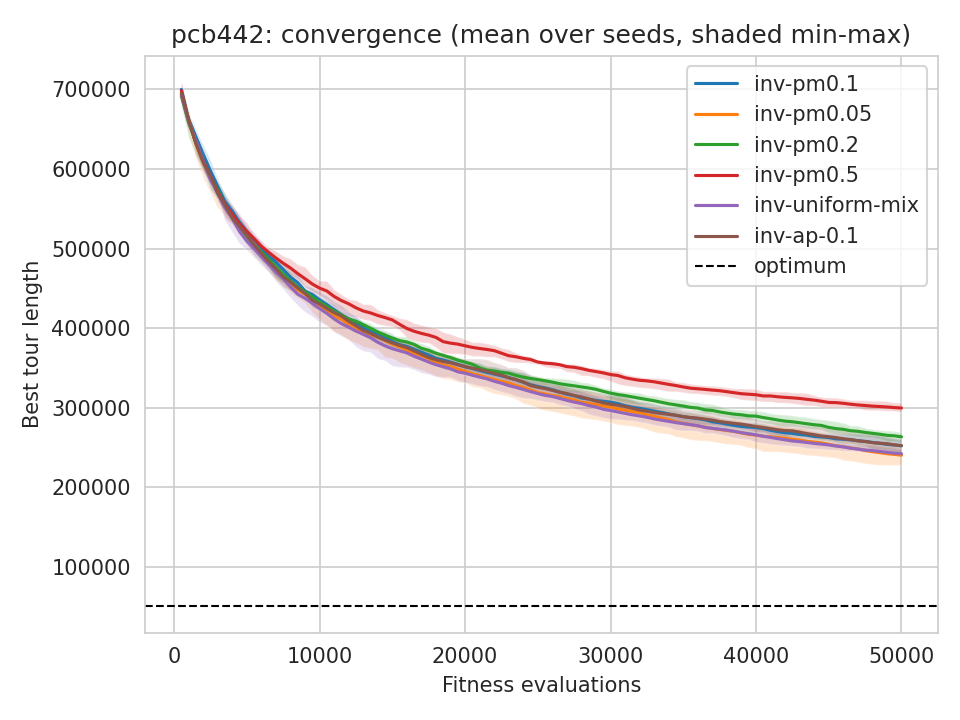 pcb442: convergence (mean over seeds, shaded min-max)
Best tour length
700000
600000
500000
400000
300000
200000
100000
inv-pm0.1
inv-pm0.05
inv-pm0.2
inv-pm0.5
inv-uniform-mix
inv-ap-0.1
optimum
0
10000
20000
30000
40000
50000
Fitness evaluations